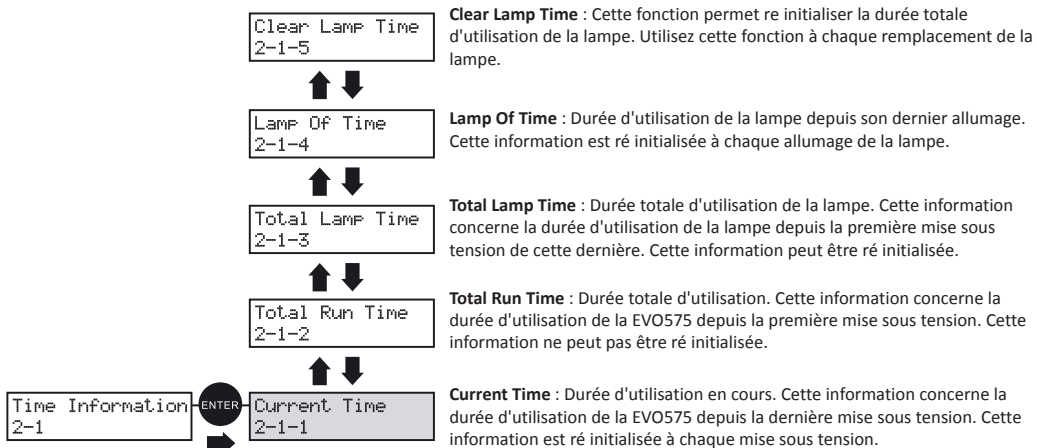 Clear Lamp Time
2-1-5
Clear Lamp Time : Cette fonction permet re initialiser la durée totale
d'utilisation de la lampe. Utilisez cette fonction à chaque remplacement de la
lampe.
Lamp Of Time
2-1-4
Lamp Of Time : Durée d'utilisation de la lampe depuis son dernier allumage.
Cette information est ré initialisée à chaque allumage de la lampe.
Total Lamp Time
2-1-3
Total Lamp Time : Durée totale d'utilisation de la lampe. Cette information
concerne la durée d'utilisation de la lampe depuis la première mise sous
tension de cette dernière. Cette information peut être ré initialisée.
Total Run Time
2-1-2
Total Run Time : Durée totale d'utilisation. Cette information concerne la
durée d'utilisation de la EVO575 depuis la première mise sous tension. Cette
information ne peut pas être ré initialisée.
Time Information
2-1
ENTER
Current Time
2-1-1
Current Time : Durée d'utilisation en cours. Cette information concerne la
durée d'utilisation de la EVO575 depuis la dernière mise sous tension. Cette
information est ré initialisée à chaque mise sous tension.